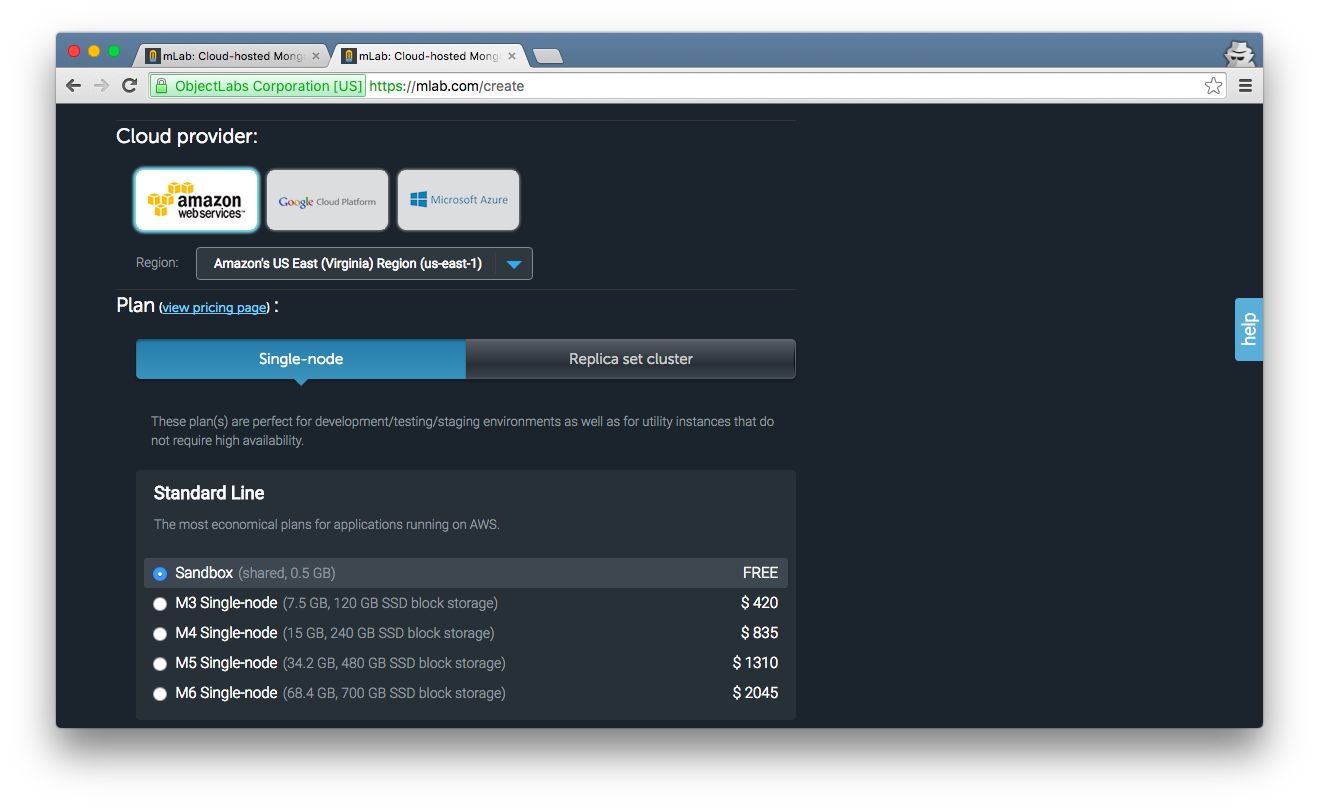 mLab: Cloud-hosted Mong
mLab: Cloud-hosted Mong
ObjectLabs Corporation [US] https://mlab.com/create
Cloud provider:
amazon
webservices™
Google Cloud Platform
Microsoft Azure
Region: Amazon's US East (Virginia) Region (us-east-1)
Plan (view pricing page) :
help
Single-node
Replica set cluster
These plan(s) are perfect for development/testing/staging environments as well as for utility instances that do
not require high availability.
Standard Line
The most economical plans for applications running on AWS.
Sandbox (shared, 0.5 GB) FREE
M3 Single-node (7.5 GB, 120 GB SSD block storage) $ 420
M4 Single-node (15 GB, 240 GB SSD block storage) $ 835
M5 Single-node (34.2 GB, 480 GB SSD block storage) $ 1310
M6 Single-node (68.4 GB, 700 GB SSD block storage) $ 2045